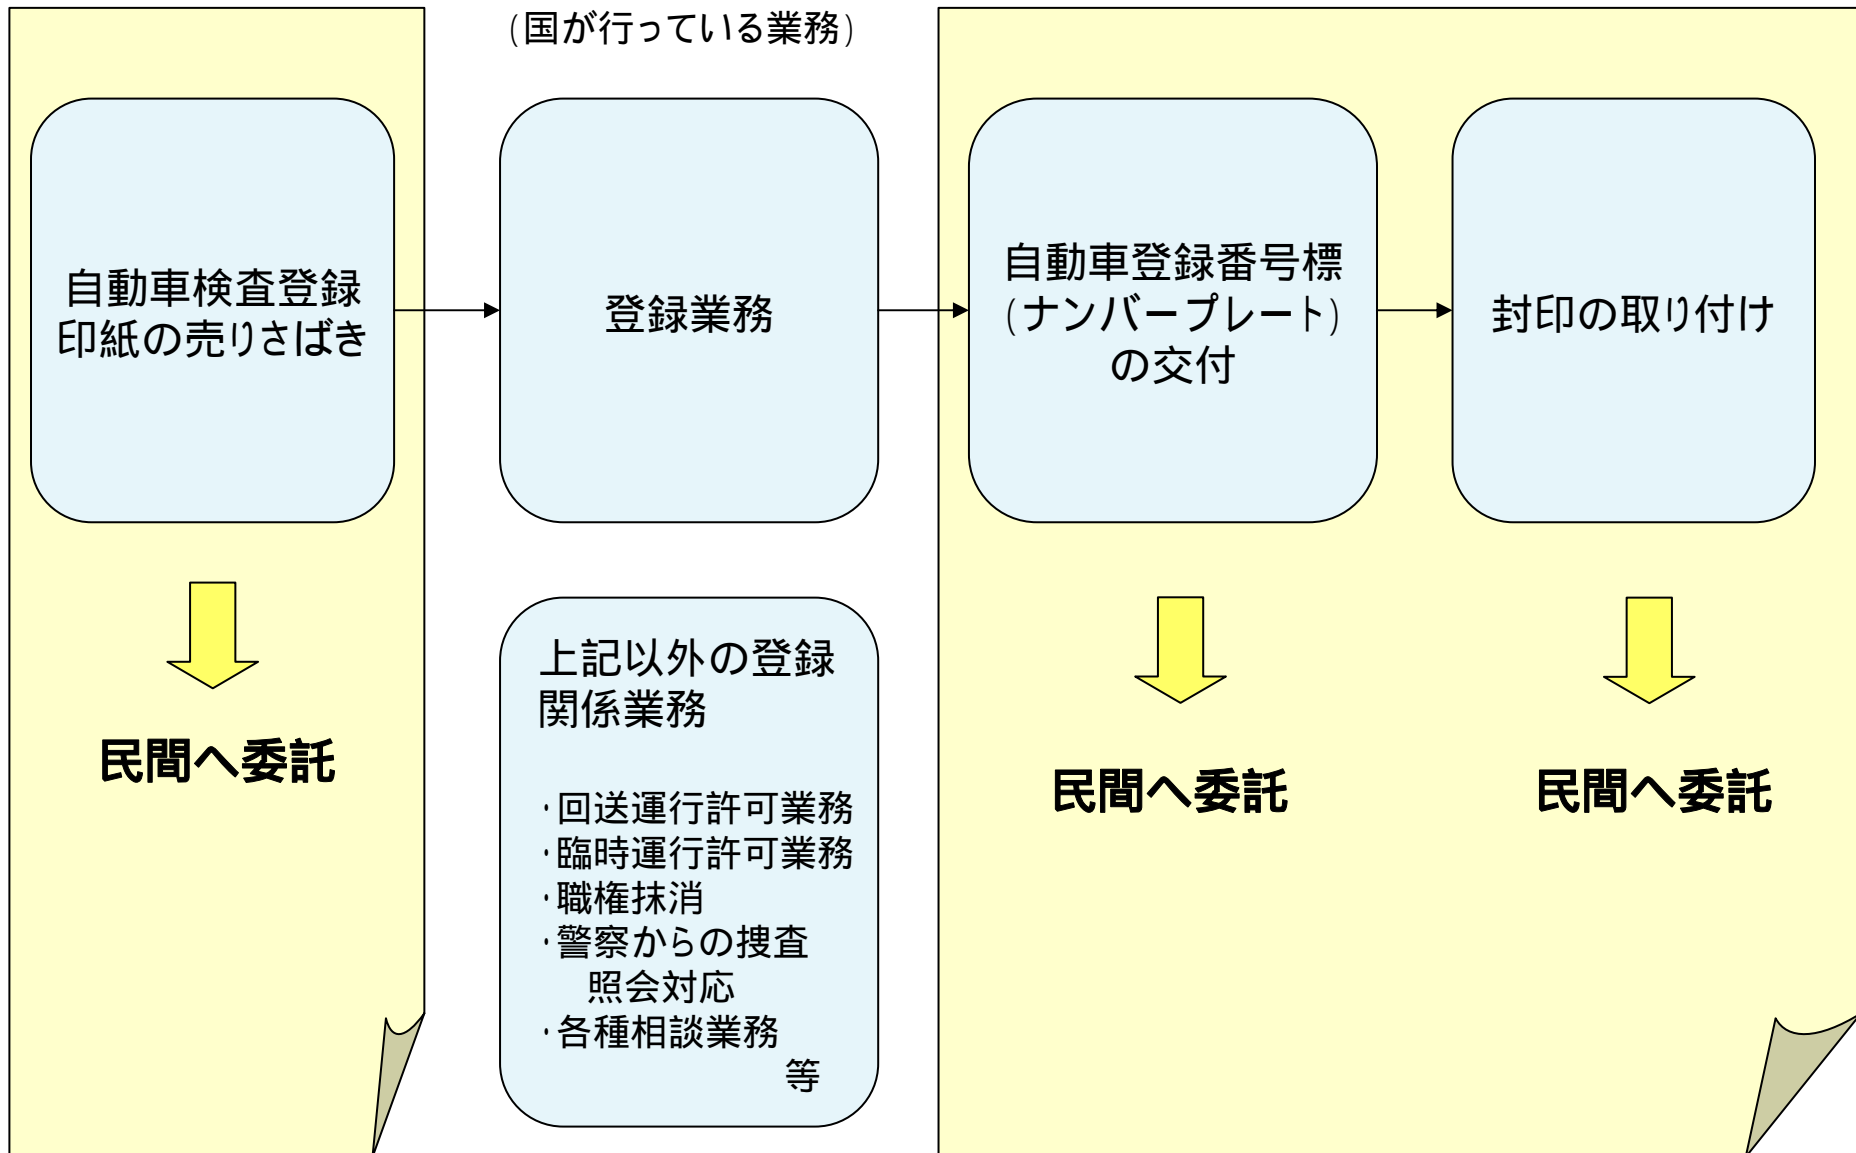 (国が行っている業務)
自動車検査登録
印紙の売りさばき
登録業務
自動車登録番号標
(ナンバープレート)
の交付
封印の取り付け
民間へ委託
上記以外の登録
関係業務
・回送運行許可業務
・臨時運行許可業務
・職権抹消
・警察からの捜査
照会対応
・各種相談業務
等
民間へ委託
民間へ委託